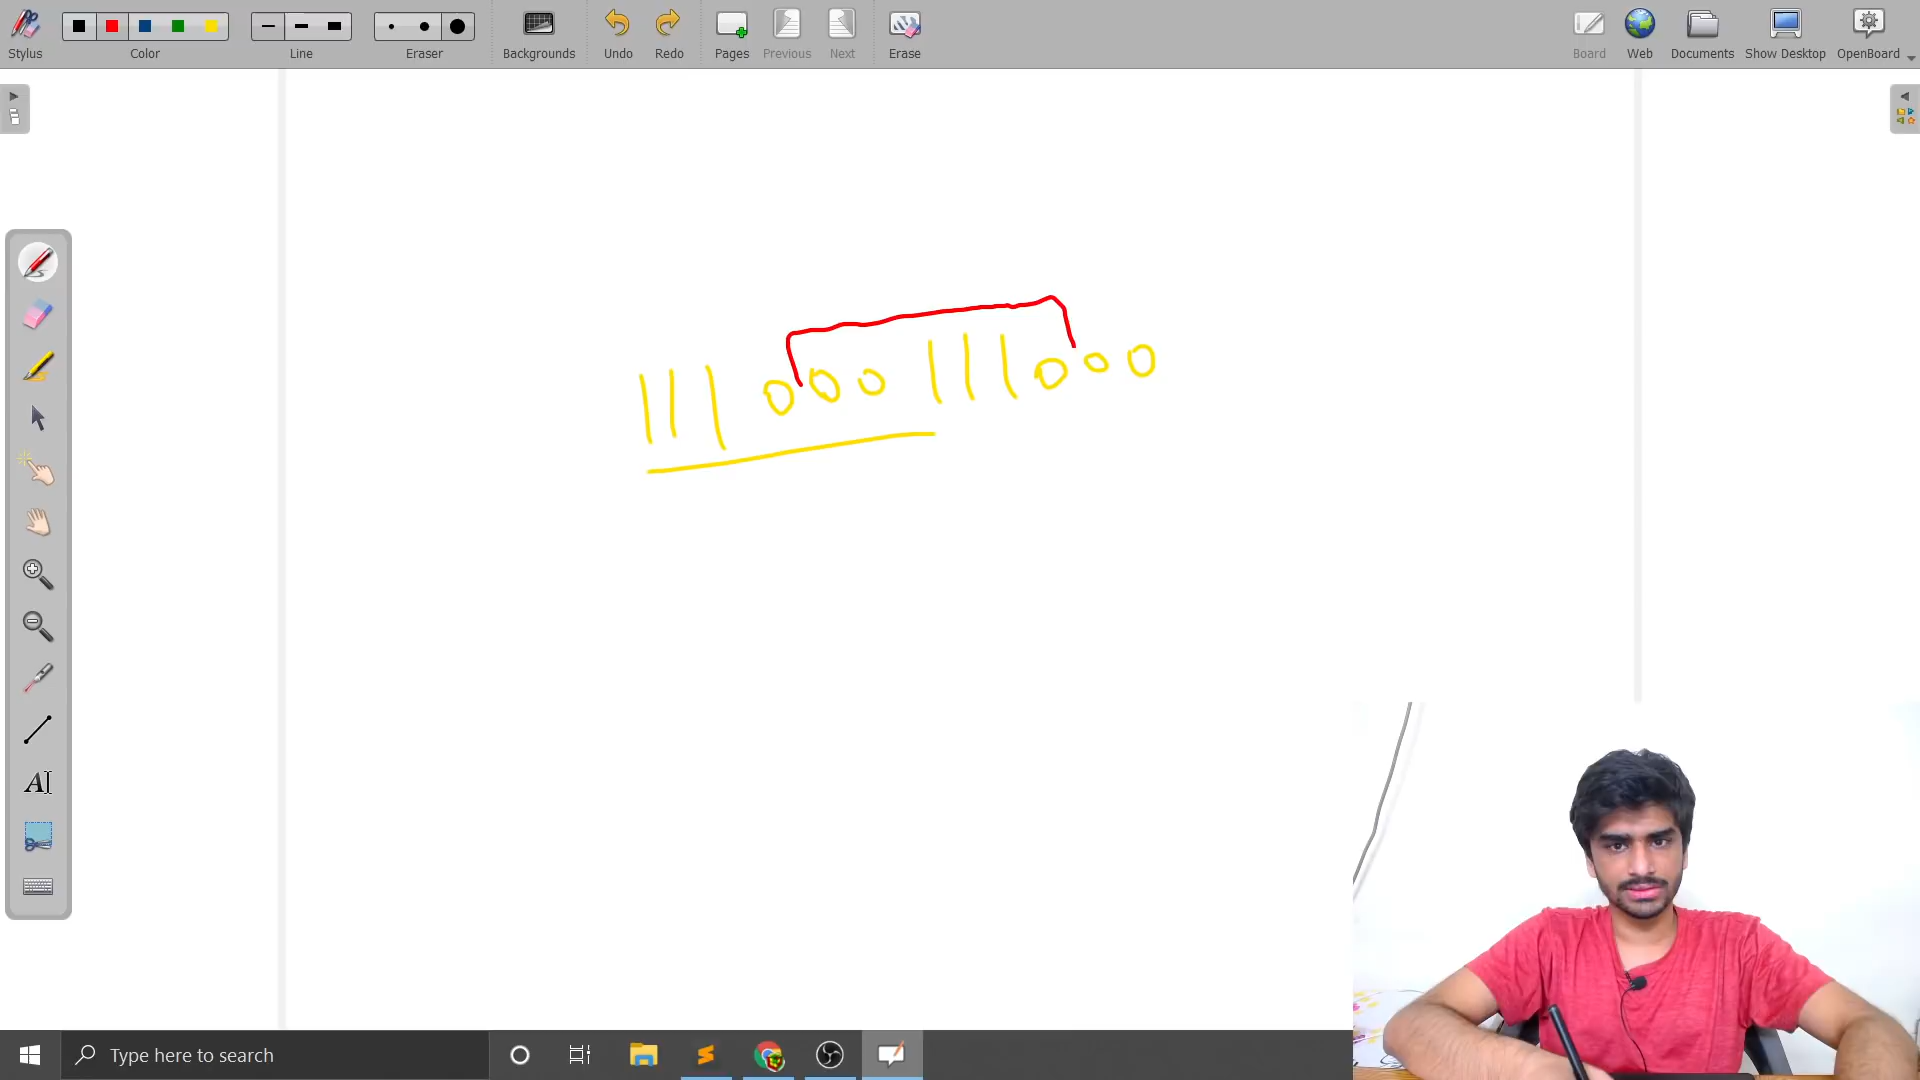 Stylus
Color
Line
Eraser
Backgrounds
Undo
Redo
Pages
Previous
Next
Erase
Board
Web
Documents
Show Desktop
OpenBoard
111000111000
AI
Type here to search